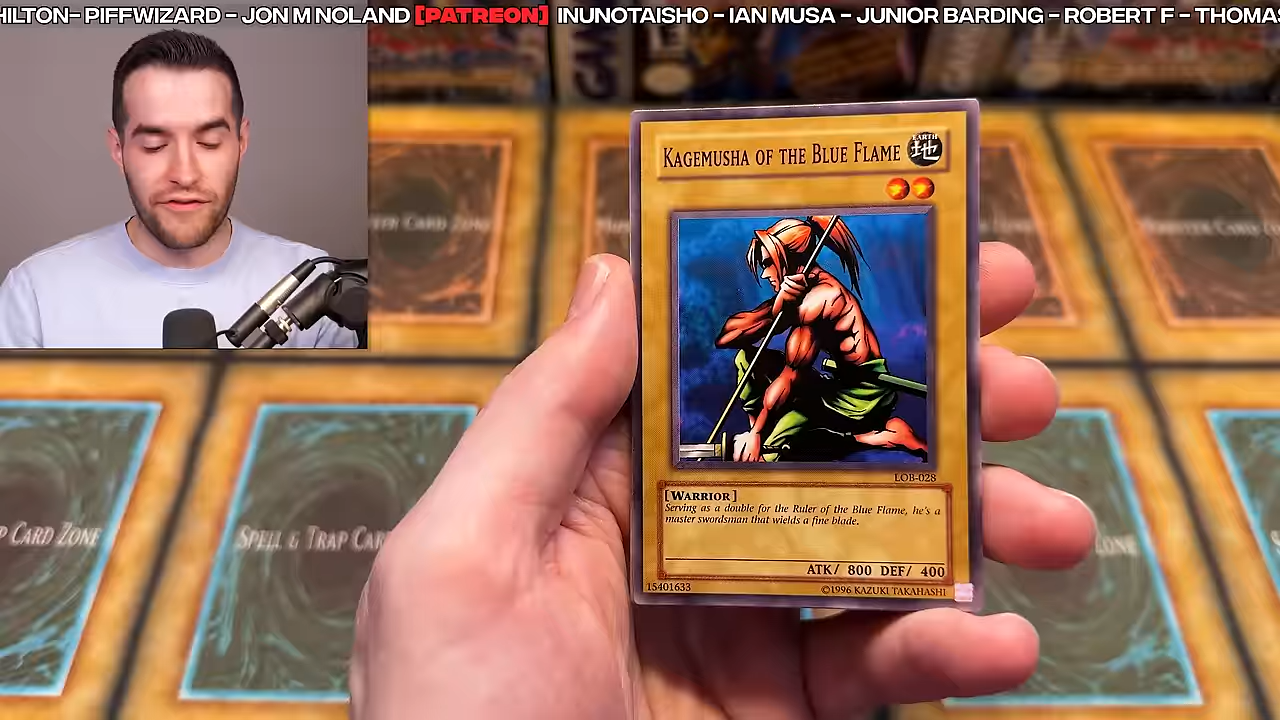 HILTON- PIFFWIZARD - JON M NOLAND [PATREON] INUNOTAISHO - IAN MUSA - JUNIOR BARDING - ROBERT F - THOMAS
KAGEMUSHA OF THE BLUE FLAME
EARTH
地
LOB-028
[WARRIOR]
Serving as a double for the Ruler of the Blue Flame, he's a
master swordsman that wields a fine blade.
ATK/ 800 DEF/ 400
15401633
©1996 KAZUKI TAKAHASHI
CARD ZONE
SPELL & TRAP CAR